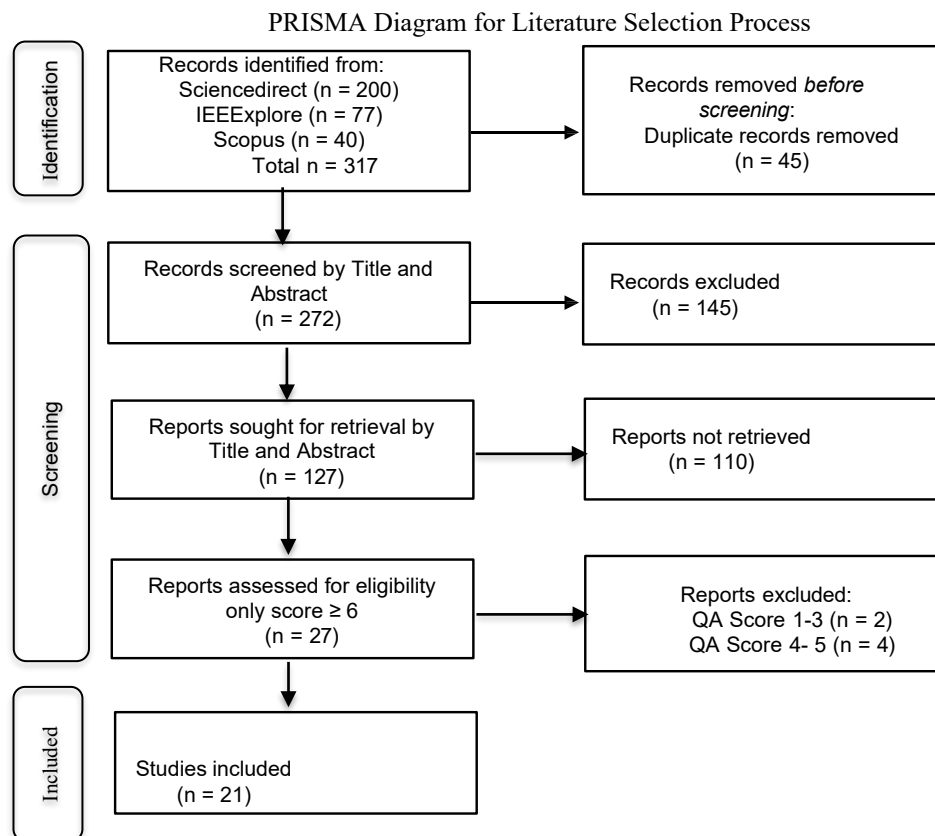 PRISMA Diagram for Literature Selection Process
Identification
Records identified from:
Sciencedirect (n = 200)
IEEExplore (n = 77)
Scopus (n = 40)
Total n = 317
Records removed before
screening:
Duplicate records removed
(n = 45)
Screening
Records screened by Title and
Abstract
(n = 272)
Records excluded
(n = 145)
Reports sought for retrieval by
Title and Abstract
(n = 127)
Reports not retrieved
(n = 110)
Reports assessed for eligibility
only score ≥ 6
(n = 27)
Reports excluded:
QA Score 1-3 (n = 2)
QA Score 4- 5 (n = 4)
Included
Studies included
(n = 21)